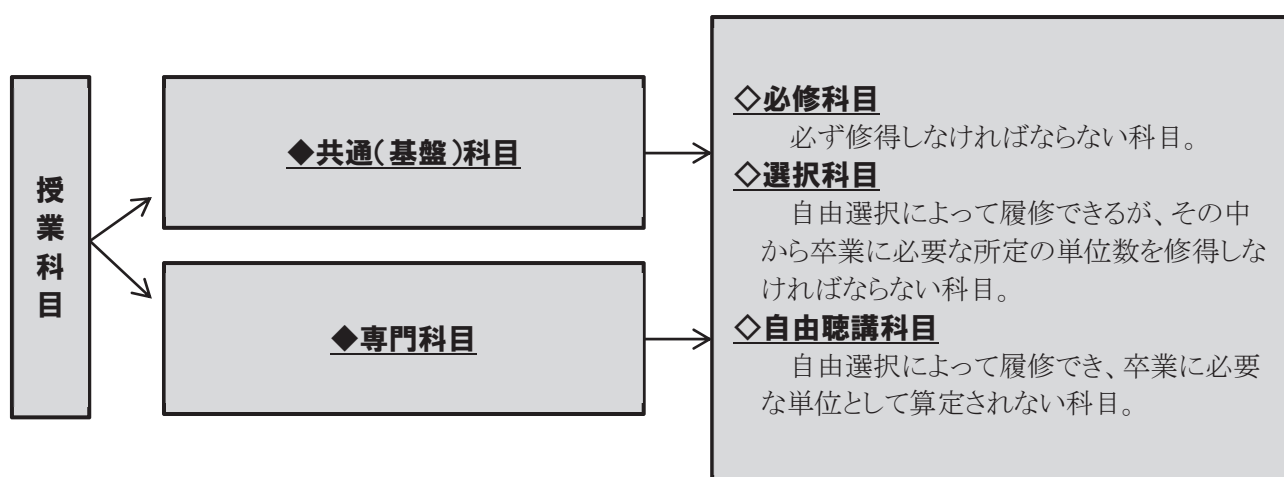 授業科目
◆共通(基盤)科目
◆専門科目
◇必修科目
必ず修得しなければならない科目。
◇選択科目
自由選択によって履修できるが、その中
から卒業に必要な所定の単位数を修得しな
ければならない科目。
◇自由聴講科目
自由選択によって履修でき、卒業に必要
な単位として算定されない科目。